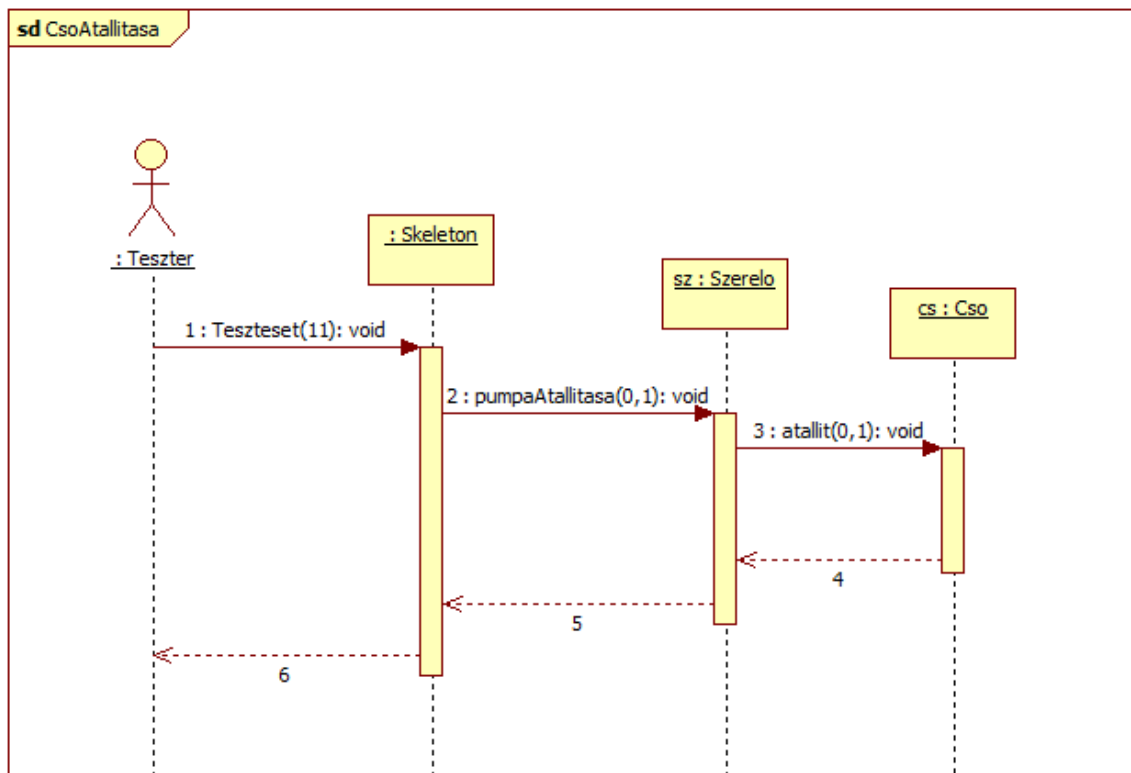 sd CsoAtallitasa
: Teszter
: Skeleton
sz : Szerelo
cs : Cso
1 : Teszteset(11): void
2 : pumpaAtallitasa(0,1): void
3 : atallit(0,1): void
4
5
6